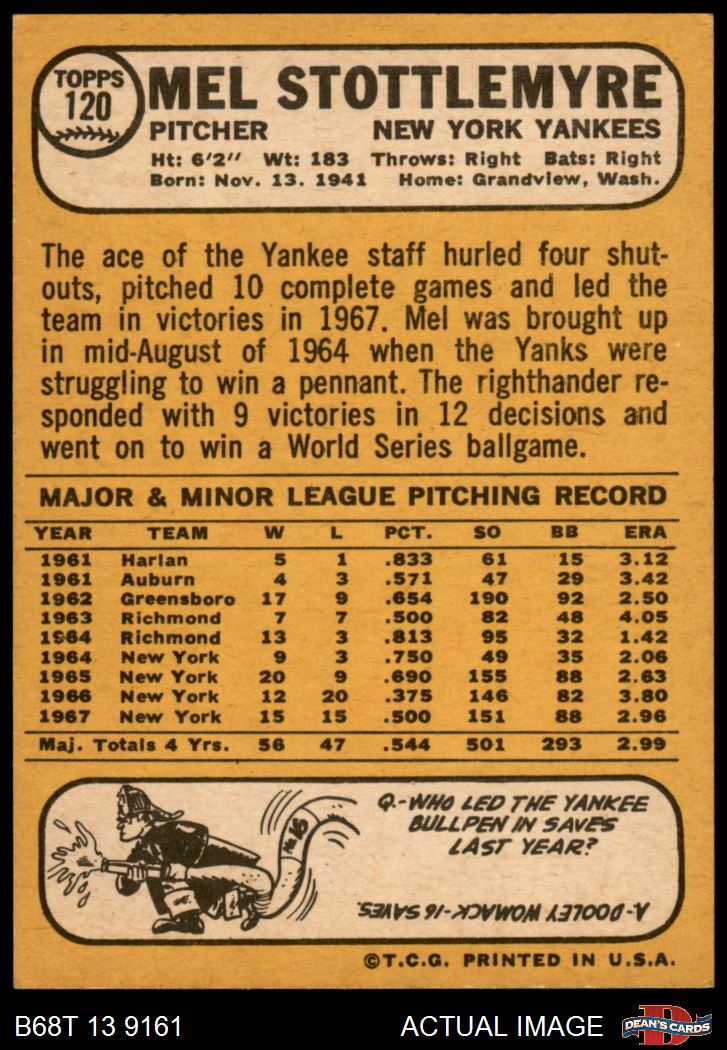 TOPPS
120
MEL STOTTLEMYRE
PITCHER NEW YORK YANKEES
Ht: 6'2'' Wt: 183 Throws: Right Bats: Right
Born: Nov. 13. 1941 Home: Grandview, Wash.
The ace of the Yankee staff hurled four shut-
outs, pitched 10 complete games and led the
team in victories in 1967. Mel was brought up
in mid-August of 1964 when the Yanks were
struggling to win a pennant. The righthander re-
sponded with 9 victories in 12 decisions and
went on to win a World Series ballgame.
MAJOR & MINOR LEAGUE PITCHING RECORD
YEAR TEAM W L PCT. SO BB ERA
1961 Harlan 5 1 .833 61 15 3.12
1961 Auburn 4 3 .571 47 29 3.42
1962 Greensboro 17 9 .654 190 92 2.50
1963 Richmond 7 7 .500 82 48 4.05
1964 Richmond 13 3 .813 95 32 1.42
1964 New York 9 3 .750 49 35 2.06
1965 New York 20 9 .690 155 88 2.63
1966 New York 12 20 .375 146 82 3.80
1967 New York 15 15 .500 151 88 2.96
Maj. Totals 4 Yrs. 56 47 .544 501 293 2.99
No. 16
Q.-WHO LED THE YANKEE
BULLPEN IN SAVES
LAST YEAR?
A-DOOLEY WOMACK-16 SAVES.
©T.C.G. PRINTED IN U.S.A.
B68T 13 9161 ACTUAL IMAGE
D
DEAN'S CARDS